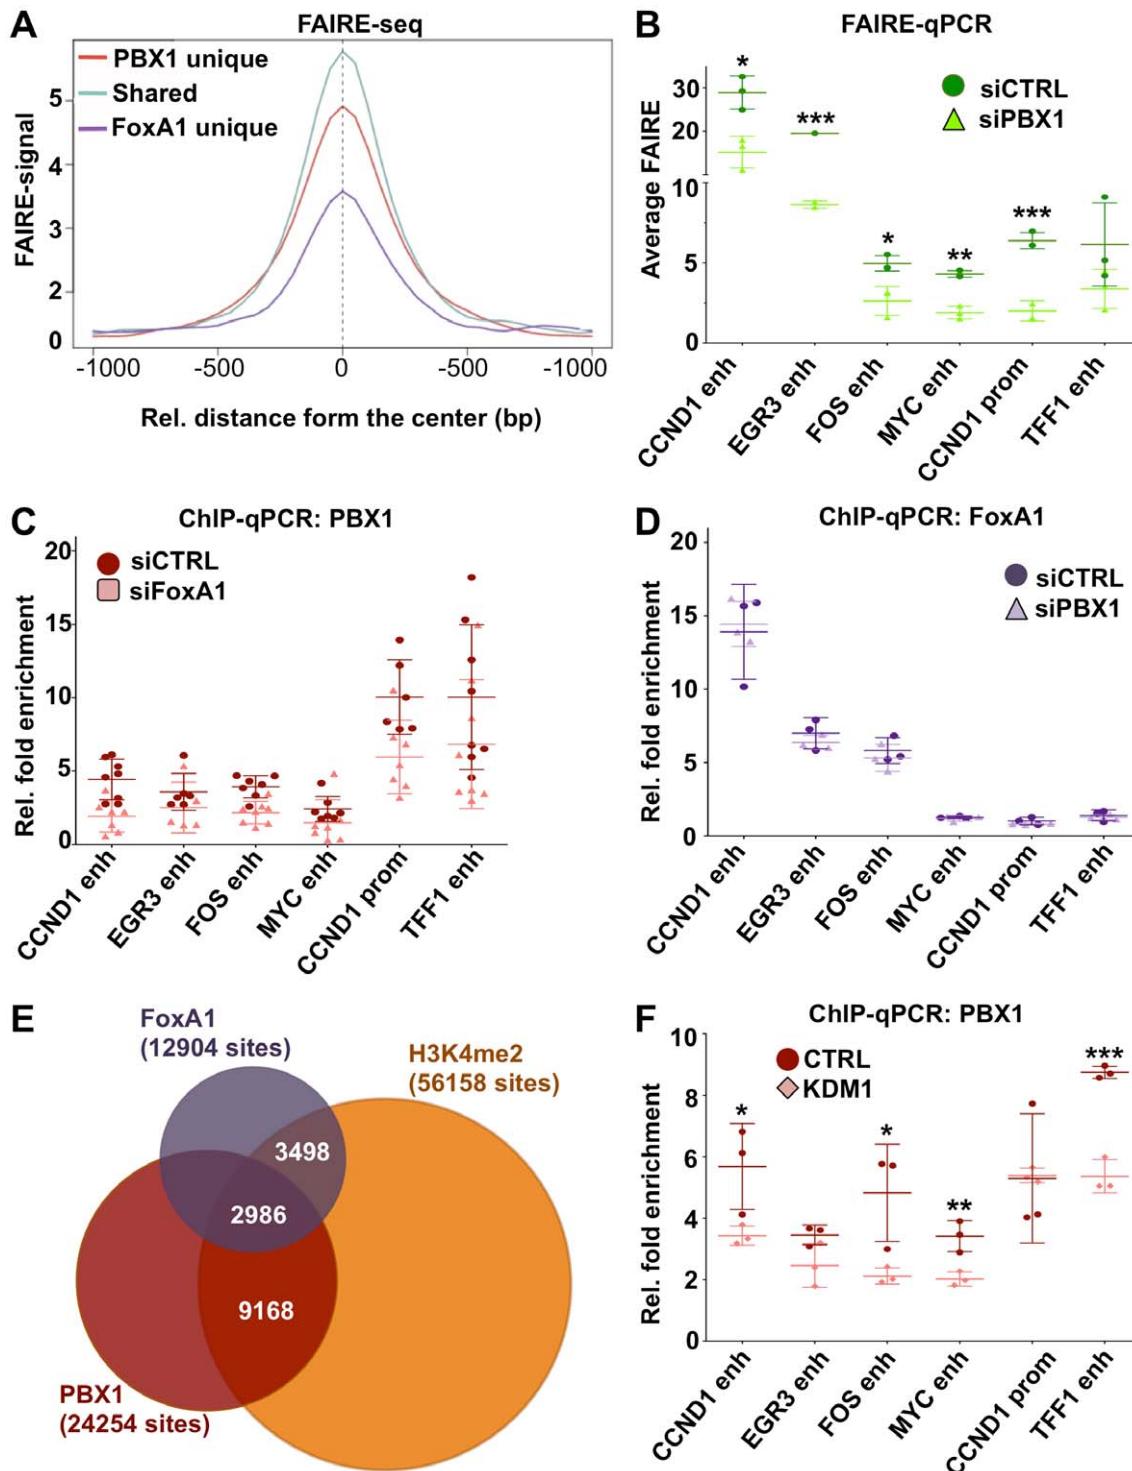 A
FAIRE-seq
PBX1 unique
Shared
FoxA1 unique
FAIRE-signal
5
4
3
2
0
-1000
-500
0
-500
-1000
Rel. distance form the center (bp)
B
FAIRE-qPCR
siCTRL
siPBX1
Average FAIRE
30
20
10
5
0
*
***
*
**
***
CCND1 enh
EGR3 enh
FOS enh
MYC enh
CCND1 prom
TFF1 enh
C
ChIP-qPCR: PBX1
siCTRL
siFoxA1
Rel. fold enrichment
20
15
10
5
0
CCND1 enh
EGR3 enh
FOS enh
MYC enh
CCND1 prom
TFF1 enh
D
ChIP-qPCR: FoxA1
siCTRL
siPBX1
Rel. fold enrichment
20
15
10
5
0
CCND1 enh
EGR3 enh
FOS enh
MYC enh
CCND1 prom
TFF1 enh
E
FoxA1
(12904 sites)
H3K4me2
(56158 sites)
3498
2986
9168
PBX1
(24254 sites)
F
ChIP-qPCR: PBX1
CTRL
KDM1
Rel. fold enrichment
10
8
6
4
2
0
*
*
**
***
CCND1 enh
EGR3 enh
FOS enh
MYC enh
CCND1 prom
TFF1 enh